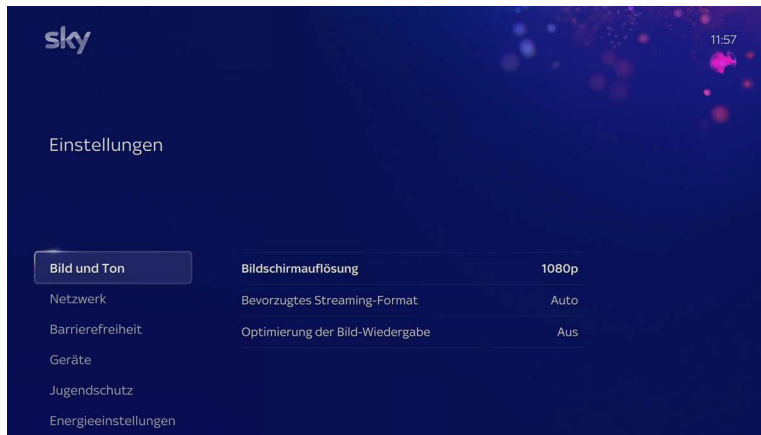 sky
11:57
Einstellungen
Bild und Ton
Netzwerk
Barrierefreiheit
Geräte
Jugendschutz
Energieeinstellungen
Bildschirmauflösung 1080p
Bevorzugtes Streaming-Format Auto
Optimierung der Bild-Wiedergabe Aus